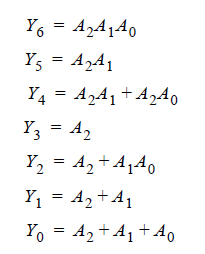 Y₆ = A₂A₁A₀
Y₅ = A₂A₁
Y₄ = A₂A₁ + A₂A₀
Y₃ = A₂
Y₂ = A₂ + A₁A₀
Y₁ = A₂ + A₁
Y₀ = A₂ + A₁ + A₀